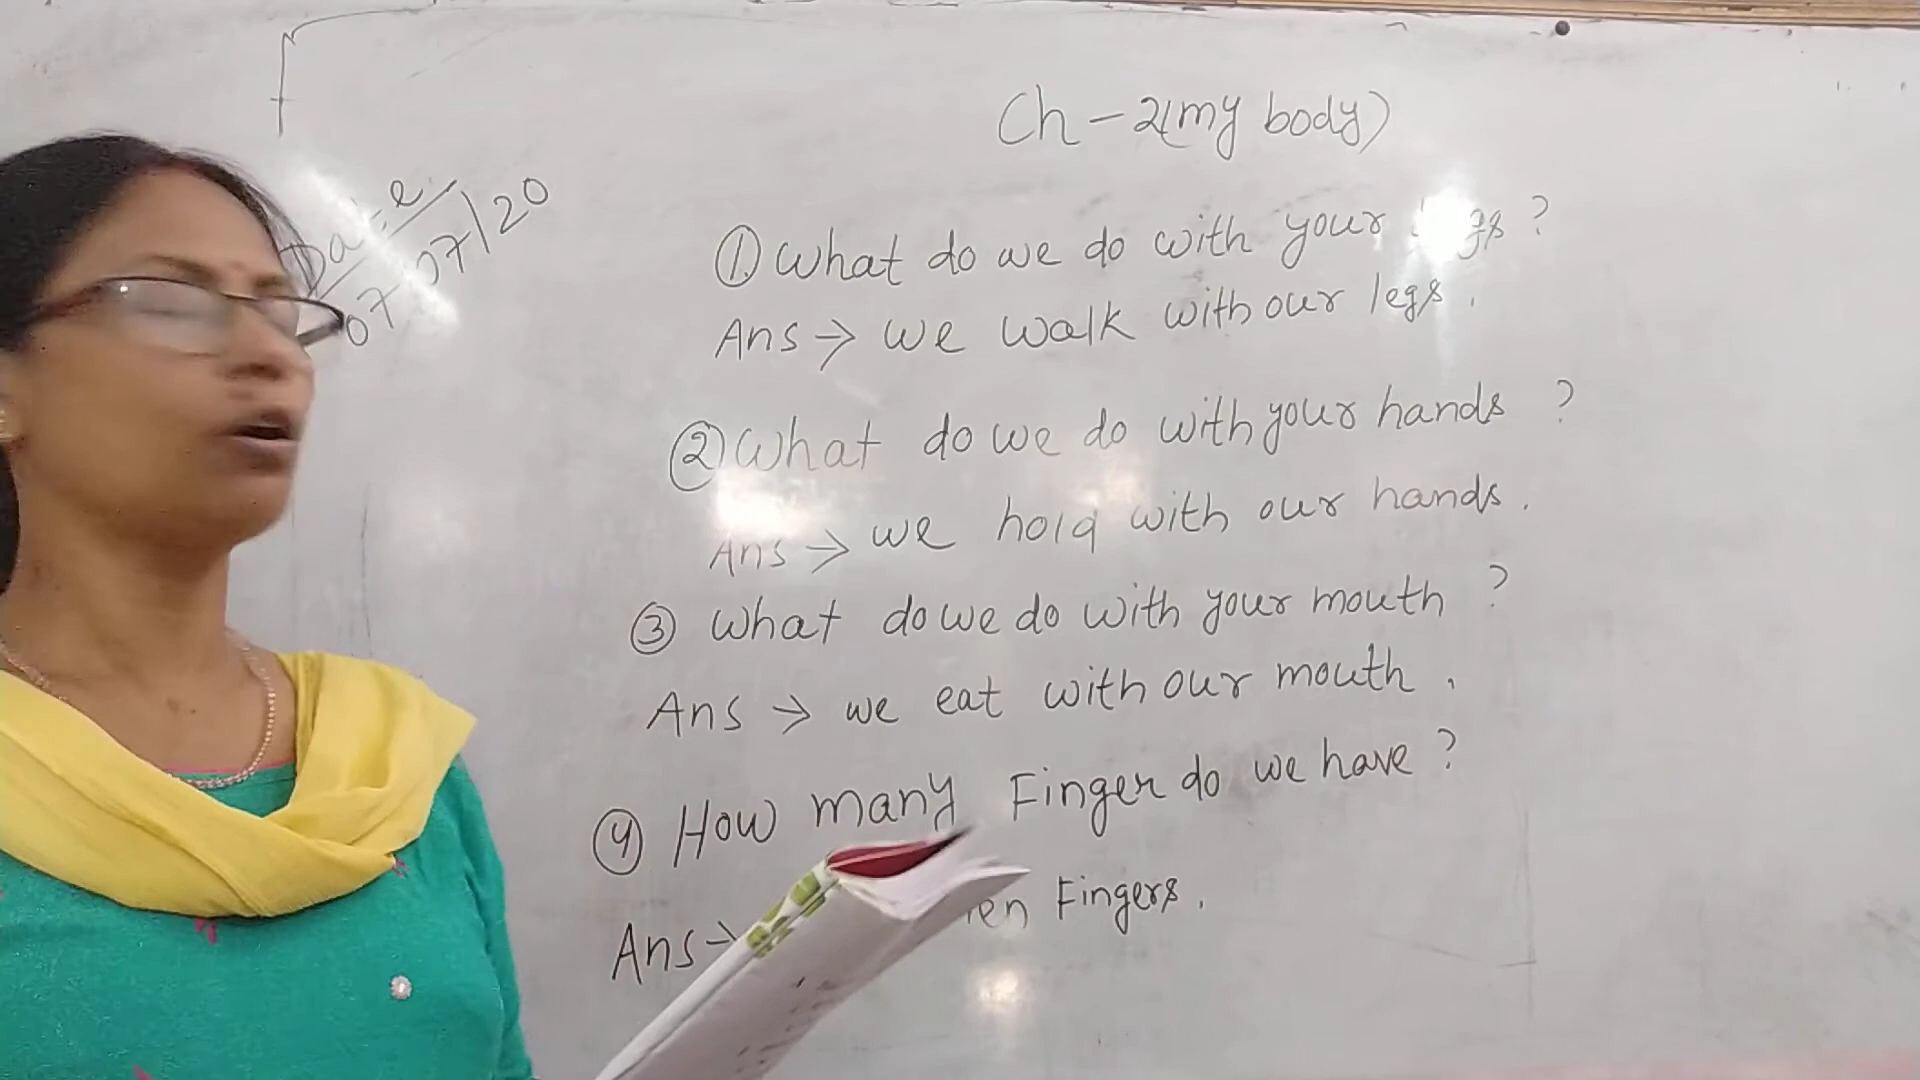 Ch - 2(my body)
Date
07/07/20
① What do we do with your legs ?
Ans → we walk with our legs .
② What do we do with your hands ?
Ans → we hold with our hands .
③ What do we do with your mouth ?
Ans → we eat with our mouth .
④ How many Finger do we have ?
Ans → Fingers .